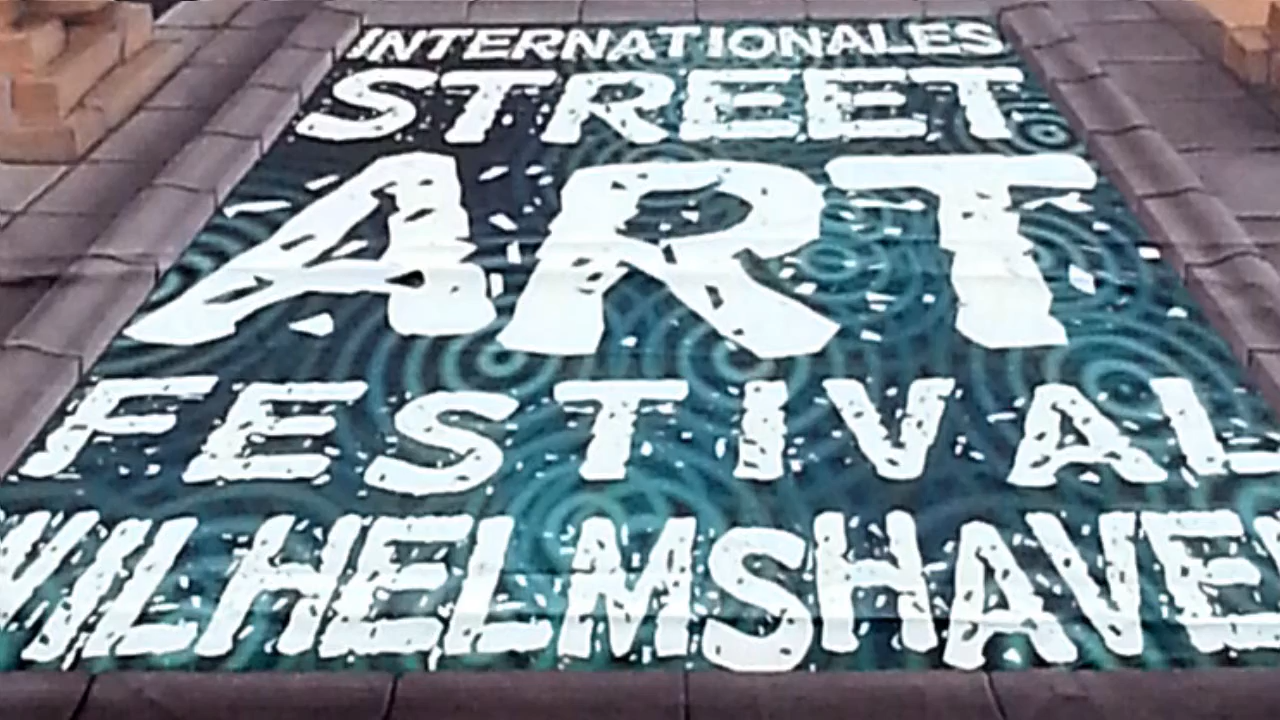 INTERNATIONALES
STREET
ART
FESTIVAL
WILHELMSHAVEN